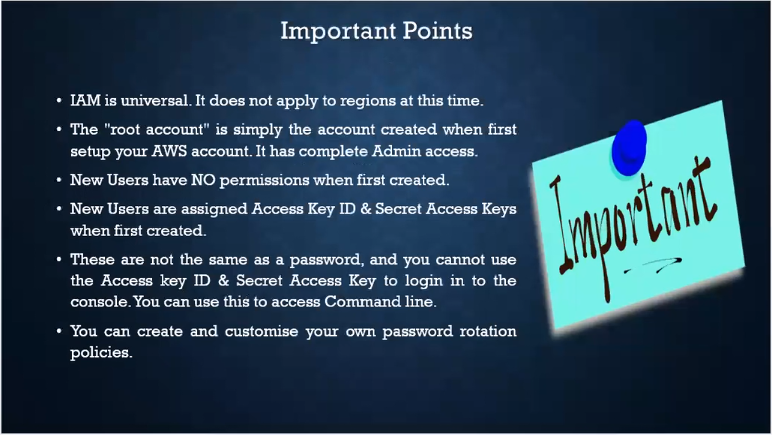 Important Points
• IAM is universal. It does not apply to regions at this time.
• The "root account" is simply the account created when first
setup your AWS account. It has complete Admin access.
• New Users have NO permissions when first created.
• New Users are assigned Access Key ID & Secret Access Keys
when first created.
• These are not the same as a password, and you cannot use
the Access key ID & Secret Access Key to login in to the
console. You can use this to access Command line.
• You can create and customise your own password rotation
policies.
Important